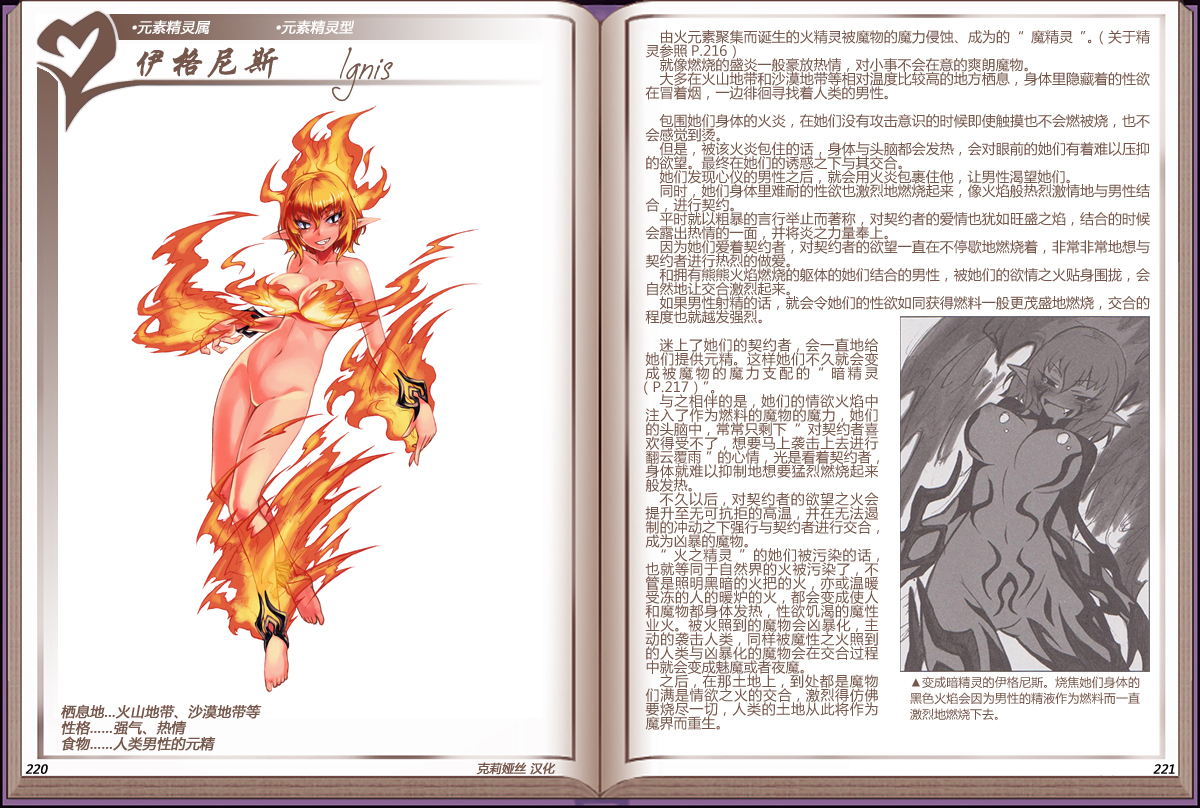 •元素精灵属 •元素精灵型
伊格尼斯 Ignis
栖息地...火山地带、沙漠地带等
性格......强气、热情
食物......人类男性的元精
220
克莉娅丝 汉化
由火元素聚集而诞生的火精灵被魔物的魔力侵蚀、成为的“ 魔精灵 ”。( 关于精
灵参照 P.216 )
就像燃烧的盛炎一般豪放热情，对小事不会在意的爽朗魔物。
大多在火山地带和沙漠地带等相对温度比较高的地方栖息，身体里隐藏着的性欲
在冒着烟，一边徘徊寻找着人类的男性。
包围她们身体的火炎，在她们没有攻击意识的时候即使触摸也不会燃被烧，也不
会感觉到烫。
但是，被该火炎包住的话，身体与头脑都会发热，会对眼前的她们有着难以压抑
的欲望。最终在她们的诱惑之下与其交合。
她们发现心仪的男性之后，就会用火炎包裹住他，让男性渴望她们。
同时，她们身体里难耐的性欲也激烈地燃烧起来，像火焰般热烈激情地与男性结
合，进行契约。
平时就以粗暴的言行举止而著称，对契约者的爱情也犹如旺盛之焰，结合的时候
会露出热情的一面，并将炎之力量奉上。
因为她们爱着契约者，对契约者的欲望一直在不停歇地燃烧着，非常非常地想与
契约者进行热烈的做爱。
和拥有熊熊火焰燃烧的躯体的她们结合的男性，被她们的欲情之火贴身围拢，会
自然地让交合激烈起来。
如果男性射精的话，就会令她们的性欲如同获得燃料一般更茂盛地燃烧，交合的
程度也就越发强烈。
迷上了她们的契约者，会一直地给
她们提供元精。这样她们不久就会变
成被魔物的魔力支配的“ 暗精灵
( P.217 ) ”。
与之相伴的是，她们的情欲火焰中
注入了作为燃料的魔物的魔力，她们
的头脑中，常常只剩下 “ 对契约者喜
欢得受不了，想要马上袭击上去进行
翻云覆雨 ” 的心情，光是看着契约者，
身体就难以抑制地想要猛烈燃烧起来
般发热。
不久以后，对契约者的欲望之火会
提升至无可抗拒的高温，并在无法遏
制的冲动之下强行与契约者进行交合，
成为凶暴的魔物。
“ 火之精灵 ” 的她们被污染的话，
也就等同于自然界的火被污染了，不
管是照明黑暗的火把的火，亦或温暖
受冻的人的暖炉的火，都会变成使人
和魔物都身体发热，性欲饥渴的魔性
业火。被火照到的魔物会凶暴化，主
动的袭击人类，同样被魔性之火照到
的人类与凶暴化的魔物会在交合过程
中就会变成魅魔或者夜魔。
之后，在那土地上，到处都是魔物
们满是情欲之火的交合，激烈得仿佛
要烧尽一切，人类的土地从此将作为
魔界而重生。
▲变成暗精灵的伊格尼斯。烧焦她们身体的
黑色火焰会因为男性的精液作为燃料而一直
激烈地燃烧下去。
221